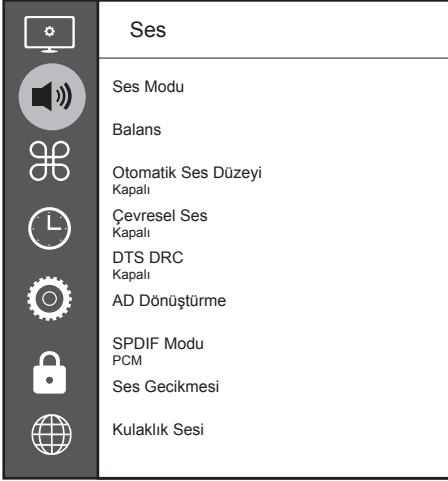 Ses
Ses Modu
Balans
Otomatik Ses Düzeyi
Kapalı
Çevresel Ses
Kapalı
DTS DRC
Kapalı
AD Dönüştürme
SPDIF Modu
PCM
Ses Gecikmesi
Kulaklık Sesi